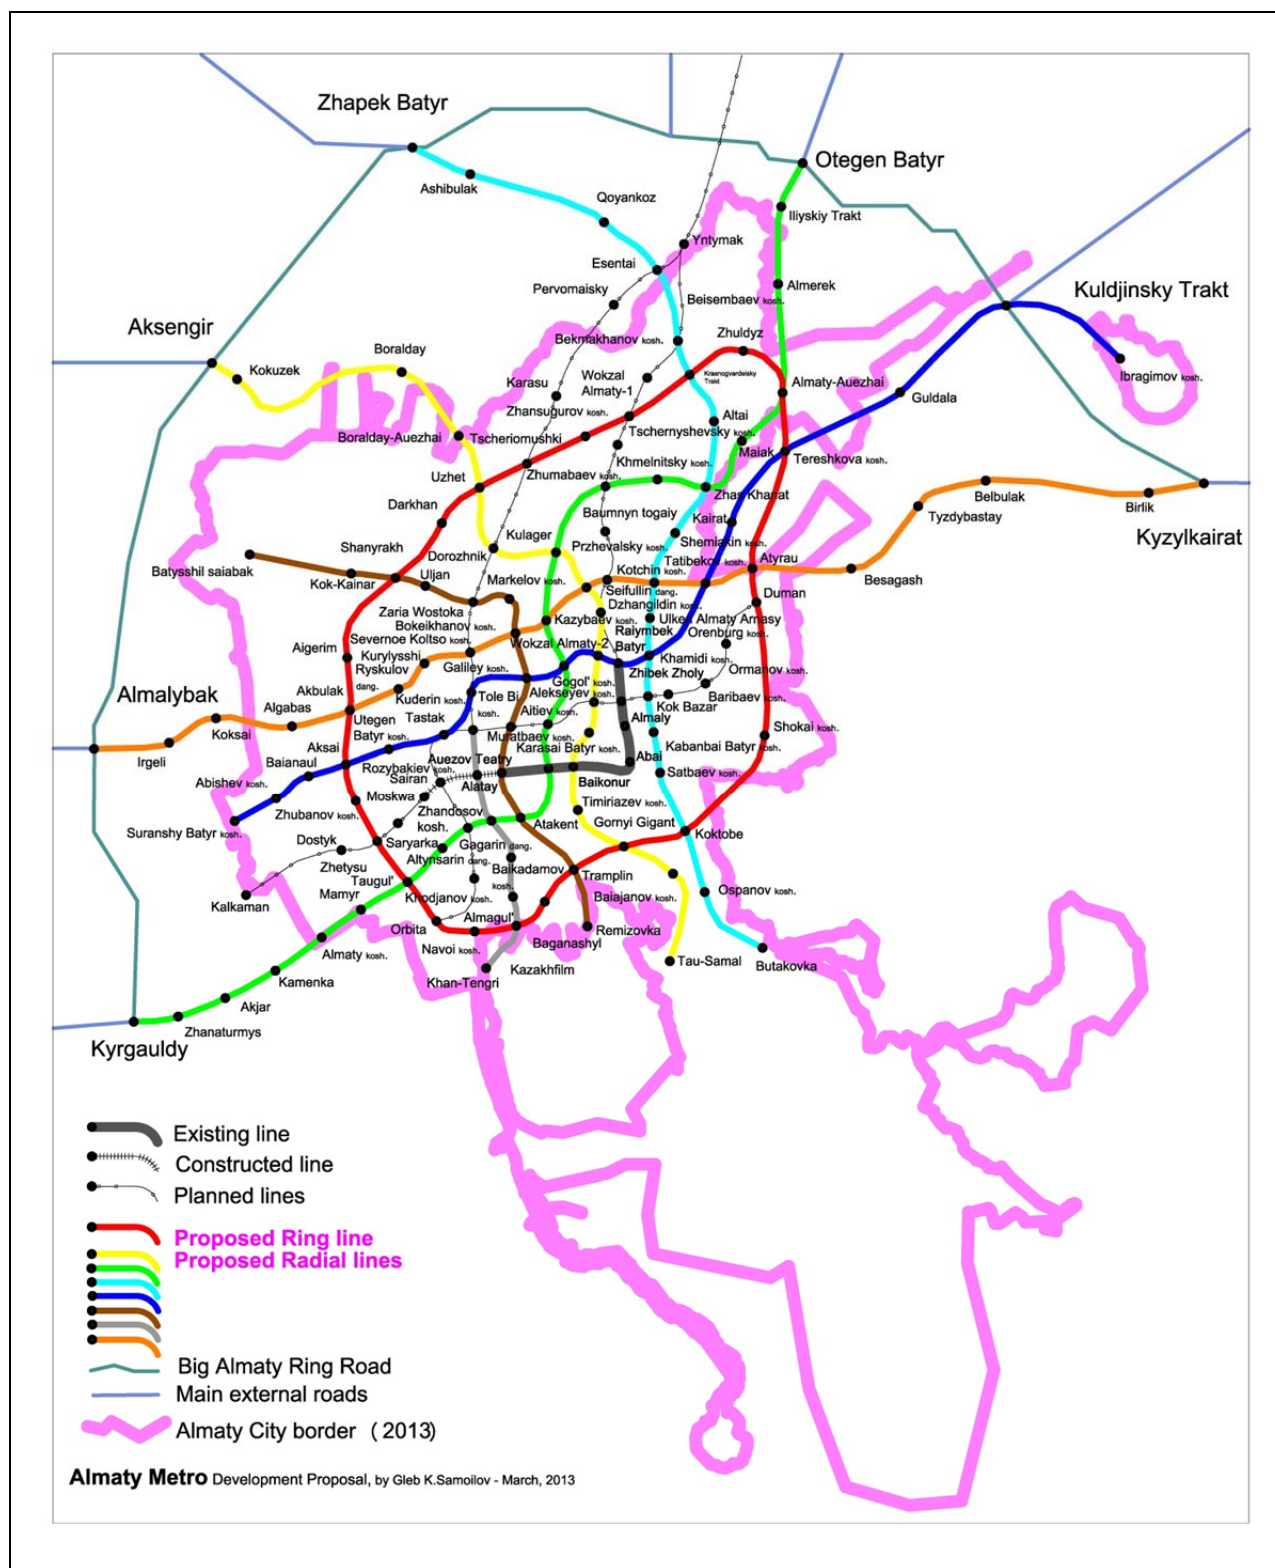 Zhapek Batyr
Otegen Batyr
Ashibulak
Qoyankoz
Iliyskiy Trakt
Yntymak
Esentai
Pervomaisky
Almerek
Beisembaev kosh.
Kuldjinsky Trakt
Aksengir
Zhuldyz
Bekmakhanov kosh.
Boralday
Kokuzek
Wokzal
Almaty-1
Krasnogvardeisky
Trakt
Almaty-Auezhai
Ibragimov kosh.
Karasu
Guldala
Zhansugurov kosh.
Altai
Boralday-Auezhai
Tscheriomushki
Tschernyshevsky kosh.
Maiak
Tereshkova kosh.
Khmelnitsky kosh.
Uzhet
Zhumabaev kosh.
Zhas Khanat
Belbulak
Birlik
Darkhan
Baumnyn togaiy
Tyzdybastay
Kairat
Kyzylkairat
Kulager
Shemiakin kosh.
Shanyrakh
Dorozhnik
Przhevalsky kosh.
Tatibekov kosh.
Atyrau
Batysshil saiabak
Kok-Kainar
Uljan
Markelov kosh.
Kotchin kosh.
Besagash
Seifullin dang.
Duman
Dzhangildin kosh.
Zaria Wostoka
Kazybaev kosh.
Ulken Almaty Arnasy
Bokeikhanov kosh.
Raiymbek
Batyr
Orenburg kosh.
Severnoe Koltso kosh.
Wokzal Almaty-2
Aigerim
Kurylysshi
Khamidi kosh.
Galiley kosh.
Ryskulov
dang.
Zhibek Zholy
Ormanov kosh.
Gogol' kosh.
Akbulak
Almalybak
Kuderin kosh.
Tole Bi
kosh.
Alekseyev kosh.
Baribaev kosh.
Kok Bazar
Algabas
Utegen
Batyr kosh.
Tastak
Aitiev kosh.
Almaly
Shokai kosh.
Koksai
Muratbaev kosh.
Karasai Batyr kosh.
Kabanbai Batyr kosh.
Irgeli
Aksai
Baianaul
Rozybakiev kosh.
Auezov Teatry
Abai
Abishev kosh.
Sairan
Alatay
Baikonur
Satbaev kosh.
Moskwa
Timiriazev kosh.
Zhubanov kosh.
Zhandosov
kosh.
Atakent
Gornyi Gigant
Suranshy Batyr kosh.
Koktobe
Dostyk
Saryarka
Gagarin dang.
Altynsarin dang.
Zhetysu
Baikadamov
kosh.
Tramplin
Taugul'
Mamyr
Khodjanov kosh.
Baiajanov kosh.
Ospanov kosh.
Kalkaman
Almagul'
Orbita
Remizovka
Navoi kosh.
Baganashyl
Almaty kosh.
Tau-Samal
Butakovka
Kazakhfilm
Kamenka
Khan-Tengri
Akjar
Zhanaturmys
Kyrgauldy
Existing line
Constructed line
Planned lines
Proposed Ring line
Proposed Radial lines
Big Almaty Ring Road
Main external roads
Almaty City border ( 2013)
Almaty Metro Development Proposal, by Gleb K.Samoilov - March, 2013